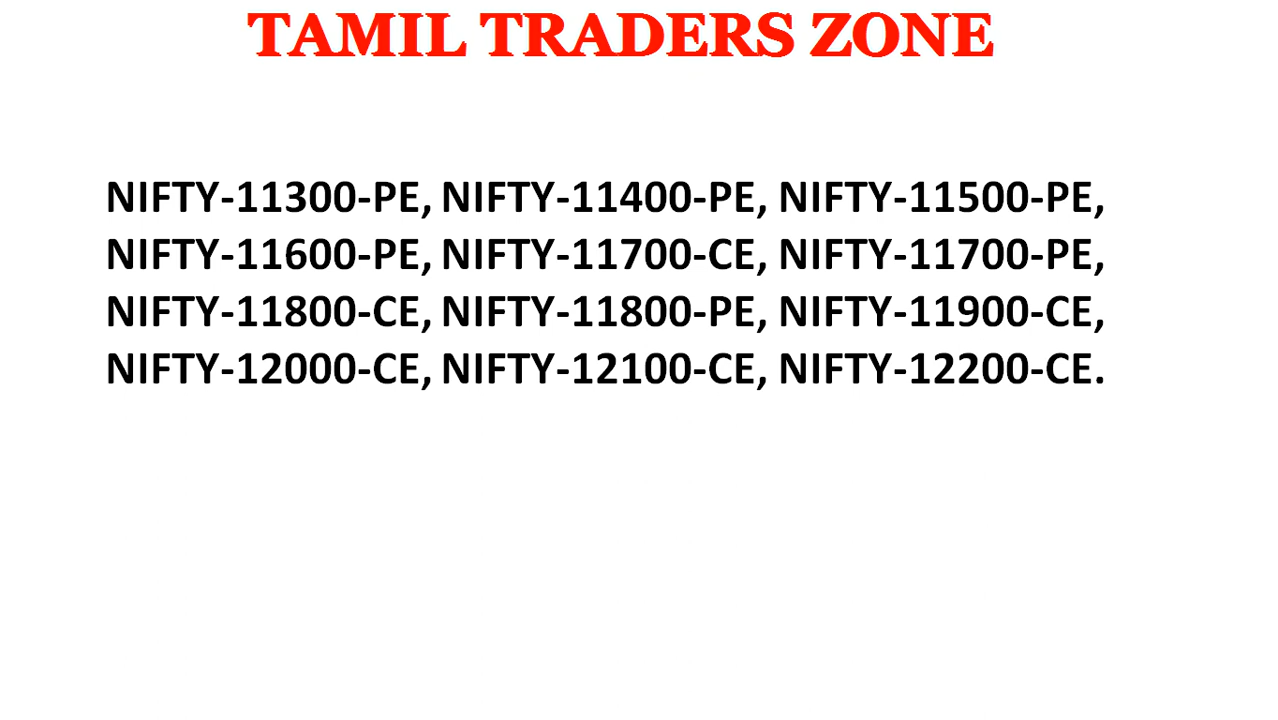 TAMIL TRADERS ZONE
NIFTY-11300-PE, NIFTY-11400-PE, NIFTY-11500-PE,
NIFTY-11600-PE, NIFTY-11700-CE, NIFTY-11700-PE,
NIFTY-11800-CE, NIFTY-11800-PE, NIFTY-11900-CE,
NIFTY-12000-CE, NIFTY-12100-CE, NIFTY-12200-CE.